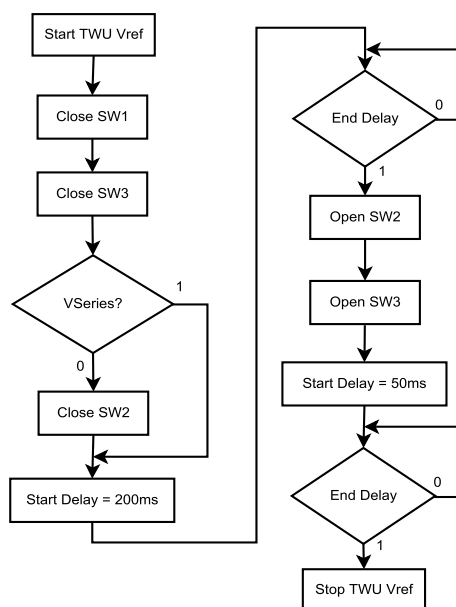 Start TWU Vref
Close SW1
Close SW3
VSeries?
1
0
Close SW2
Start Delay = 200ms
End Delay
0
1
Open SW2
Open SW3
Start Delay = 50ms
End Delay
0
1
Stop TWU Vref